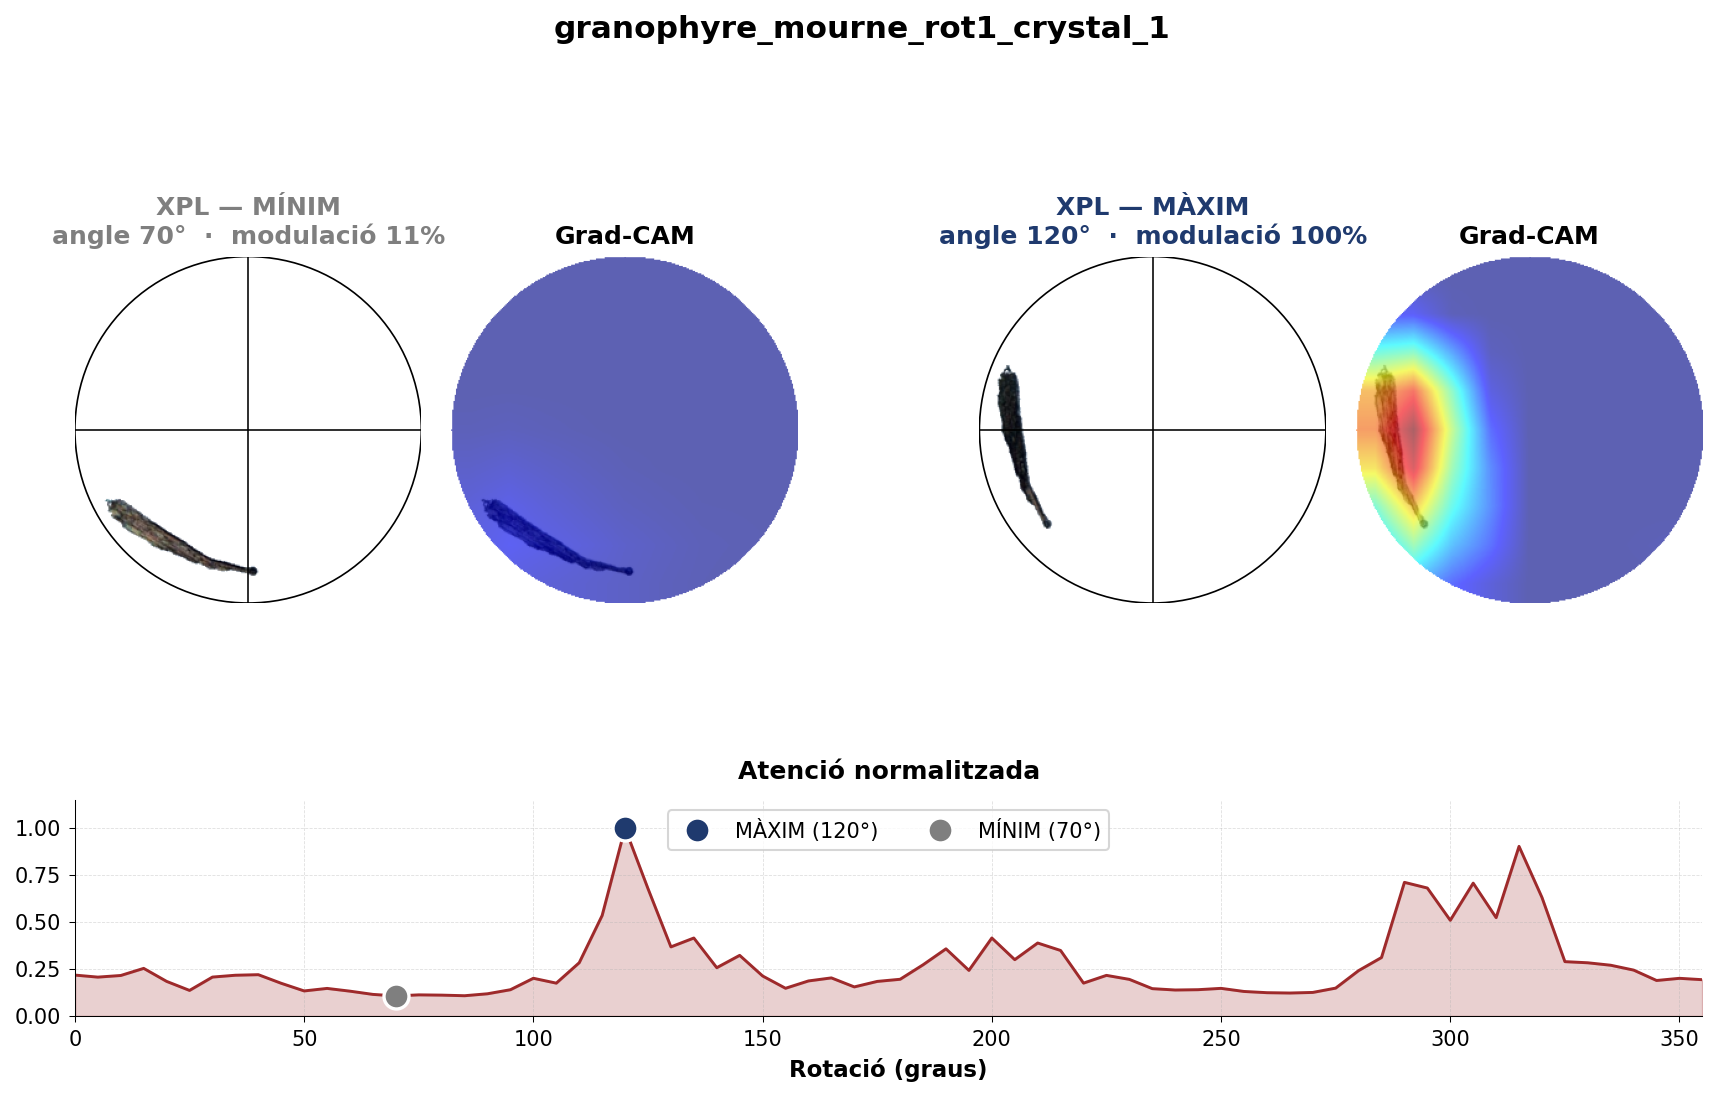 granophyre_mourne_rot1_crystal_1
XPL — MÍNIM
angle 70° · modulació 11%
Grad-CAM
XPL — MÀXIM
angle 120° · modulació 100%
Grad-CAM
Atenció normalitzada
MÀXIM (120°)
MÍNIM (70°)
1.00
0.75
0.50
0.25
0.00
0 50 100 150 200 250 300 350
Rotació (graus)